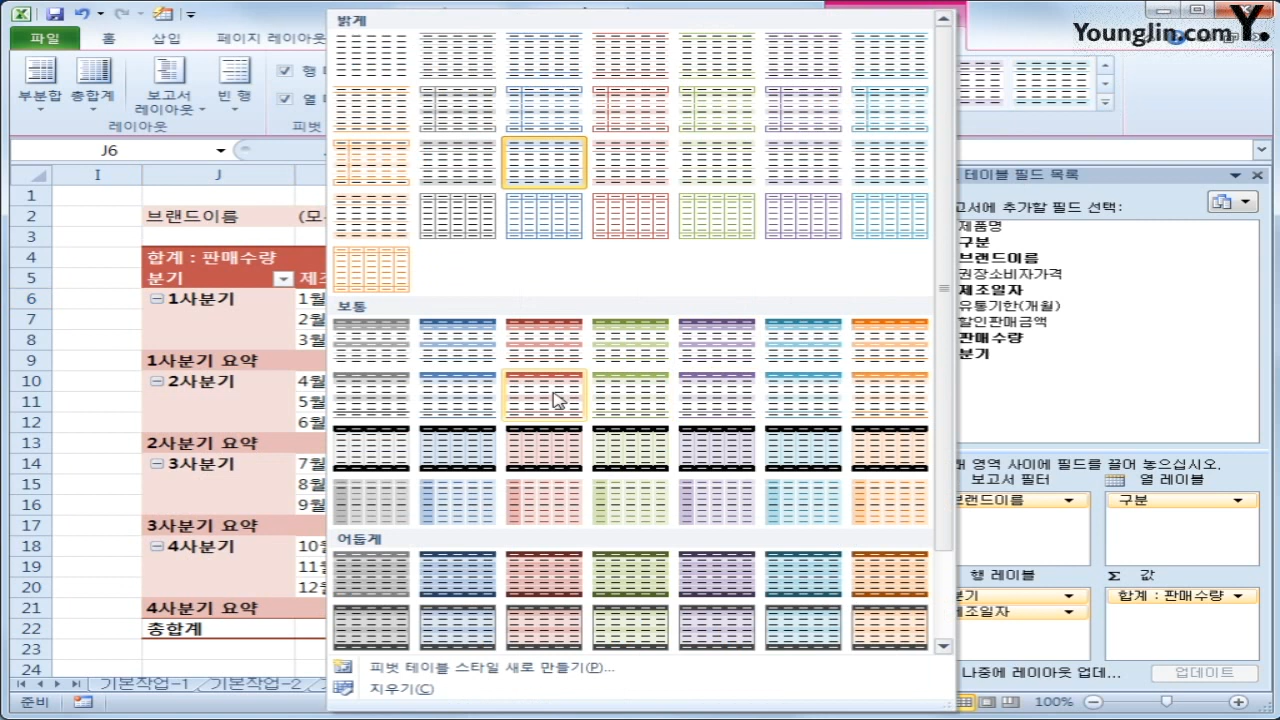 밝게
YoungJin.com Y.
파일
홈
삽입
페이지 레이아웃
부분합
총합계
보고서
레이아웃
빈 행
행
열
레이아웃
피벗
J6
I
J
테이블 필드 목록
1
2
브랜드이름
3
4
합계 : 판매수량
5
분기
6
1사분기
1월
7
2월
8
3월
9
1사분기 요약
10
2사분기
4월
11
5월
12
6월
13
2사분기 요약
14
3사분기
7월
15
8월
16
9월
17
3사분기 요약
18
4사분기
10월
19
11월
20
12월
21
4사분기 요약
22
총합계
23
24
보통
어둡게
피벗 테이블 스타일 새로 만들기(P)...
지우기(C)
추가할 필드 선택:
제품명
구분
브랜드이름
권장소비자가격
제조일자
유통기한(개월)
할인판매금액
판매수량
분기
영역 사이에 필드를 끌어 놓으십시오.
보고서 필터
열 레이블
브랜드이름
구분
행 레이블
Σ 값
분기
합계 : 판매수량
제조일자
나중에 레이아웃 업데...
업데이트
기본작업-1
기본작업-2
준비
100%